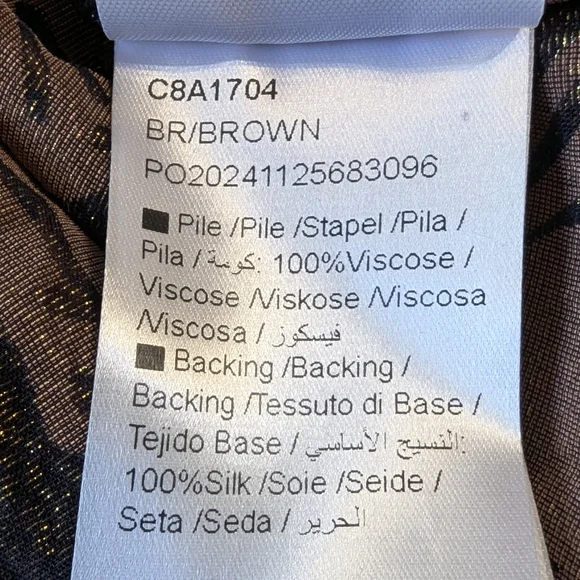 C8A1704
BR/BROWN
PO20241125683096
■ Pile /Pile /Stapel /Pila /
Pila / كومة: 100%Viscose /
Viscose /Viskose /Viscosa
/Viscosa / فيسكوز
■ Backing /Backing /
Backing /Tessuto di Base /
Tejido Base / النسيج الأساسي:
100%Silk /Soie /Seide /
Seta /Seda / الحرير